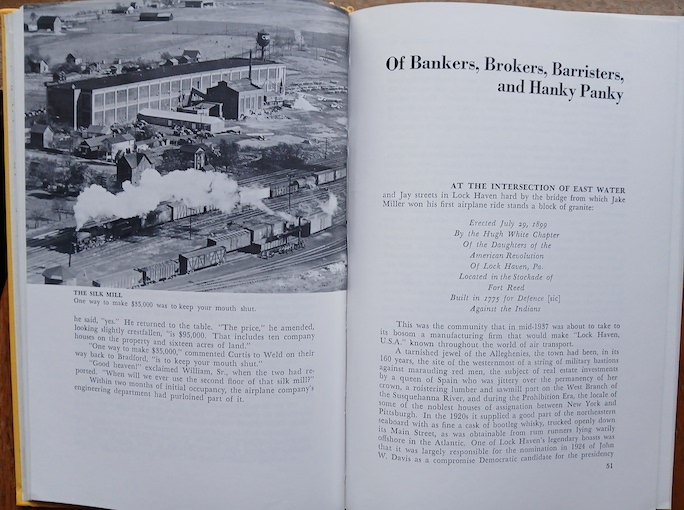 THE SILK MILL
One way to make $35,000 was to keep your mouth shut.
he said, "yes." He returned to the table. "The price," he amended,
looking slightly crestfallen, "is $95,000. That includes ten company
houses on the property and sixteen acres of land."
"One way to make $35,000," commented Curtis to Weld on their
way back to Bradford, "is to keep your mouth shut."
"Good heaven!" exclaimed William, Sr., when the two had re-
ported. "When will we ever use the second floor of that silk mill?"
Within two months of initial occupancy, the airplane company's
engineering department had purloined part of it.
Of Bankers, Brokers, Barristers,
and Hanky Panky
AT THE INTERSECTION OF EAST WATER
and Jay streets in Lock Haven hard by the bridge from which Jake
Miller won his first airplane ride stands a block of granite:
Erected July 29, 1899
By the Hugh White Chapter
Of the Daughters of the
American Revolution
Of Lock Haven, Pa.
Located in the Stockade of
Fort Reed
Built in 1775 for Defence [sic]
Against the Indians
This was the community that in mid-1937 was about to take to
its bosom a manufacturing firm that would make "Lock Haven,
U.S.A." known throughout the world of air transport.
A tarnished jewel of the Alleghenies, the town had been, in its
160 years, the site of the westernmost of a string of military bastions
against marauding red men, the subject of real estate investments
by a queen of Spain who was jittery over the permanency of her
crown, a roistering lumber and sawmill port on the West Branch of
the Susquehanna River, and during the Prohibition Era, the locale of
some of the noblest houses of assignation between New York and
Pittsburgh. In the 1920s it supplied a good part of the northeastern
seaboard with as fine a cask of bootleg whisky, trucked openly down
its Main Street, as was obtainable from rum runners lying warily
offshore in the Atlantic. One of Lock Haven's legendary boasts was
that it was largely responsible for the nomination in 1924 of John
W. Davis as a compromise Democratic candidate for the presidency
51